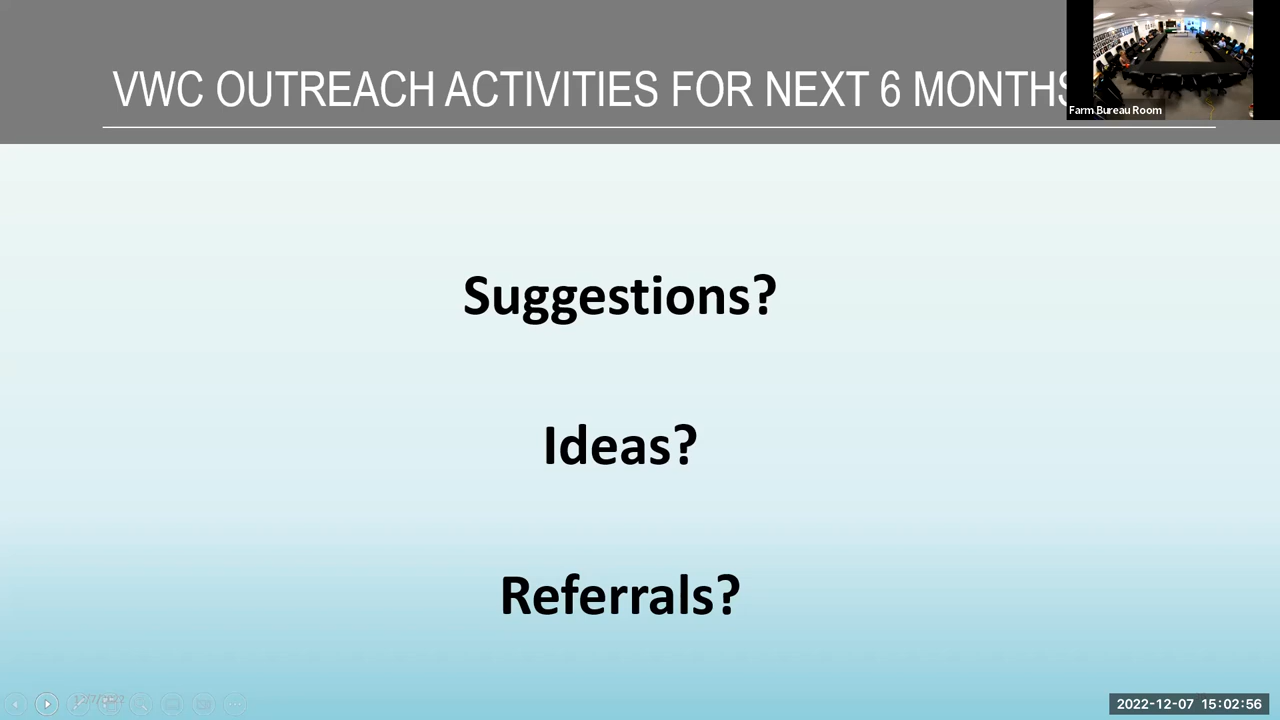 VWC OUTREACH ACTIVITIES FOR NEXT 6 MONTHS
Farm Bureau Room
Suggestions?
Ideas?
Referrals?
2022-12-07 15:02:56